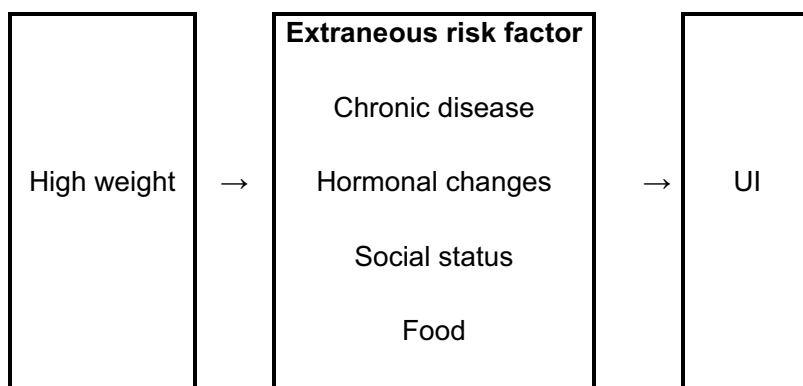 Extraneous risk factor
Chronic disease
High weight → Hormonal changes → UI
Social status
Food